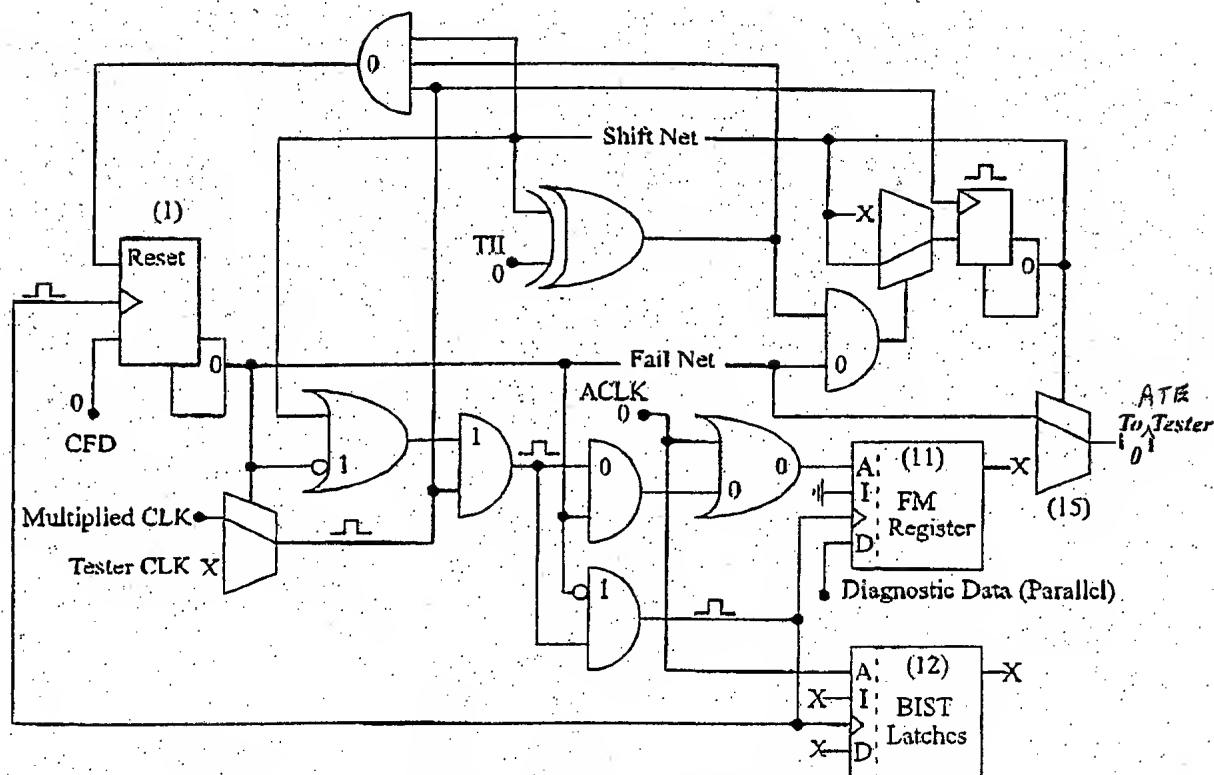 0
Shift Net
(1)
X
Reset
TII
0
0
0
Fail Net
0
0
CFD
ACLK
0
ATE
To Tester
0
1
1
0
0
0
A
(11)
X
I
FM
Register
D
(15)
Multiplied CLK
Tester CLK
X
1
Diagnostic Data (Parallel)
A
(12)
X
X
I
BIST
Latches
X
D